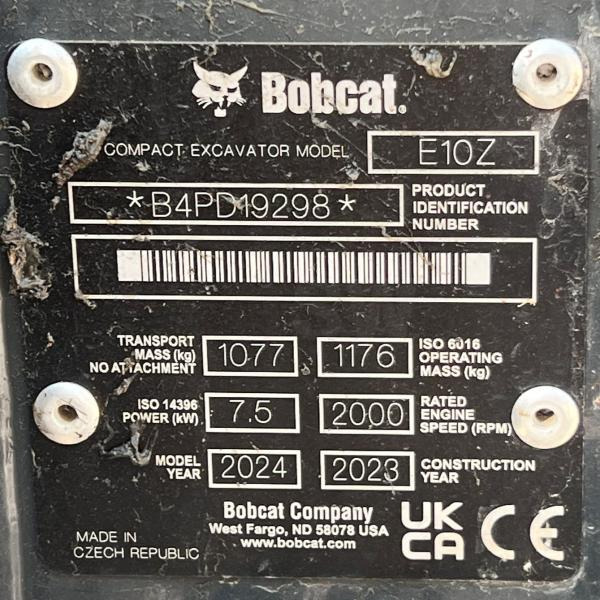 Bobcat.
COMPACT EXCAVATOR MODEL E10Z
*B4PD19298* PRODUCT IDENTIFICATION NUMBER
TRANSPORT MASS (kg) NO ATTACHMENT 1077 1176 ISO 6016 OPERATING MASS (kg)
ISO 14396 POWER (kW) 7.5 2000 RATED ENGINE SPEED (RPM)
MODEL YEAR 2024 2023 CONSTRUCTION YEAR
Bobcat Company
West Fargo, ND 58078 USA
www.bobcat.com
MADE IN
CZECH REPUBLIC
UK
CA
CE